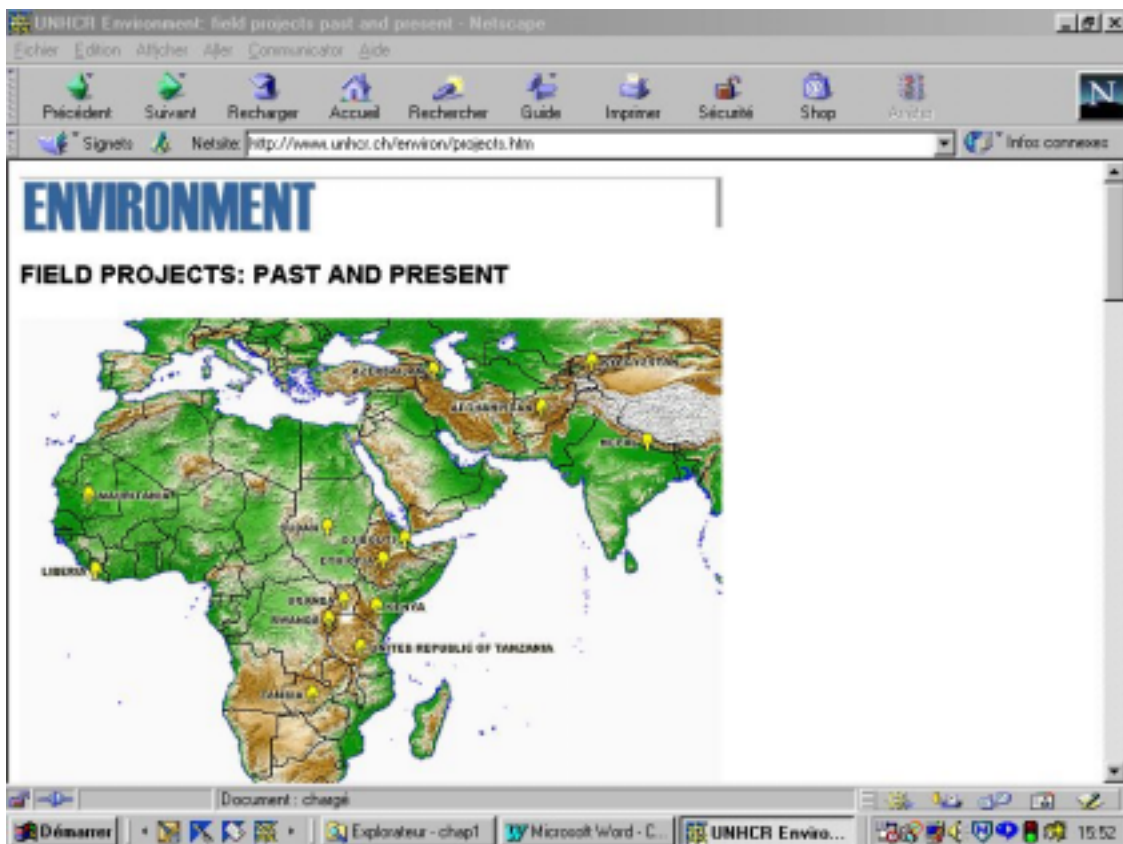 UNHCR Environment: field projects past and present - Netscape
Fichier Edition Afficher Aller Communicator Aide
Précédent Suivant Recharger Accueil Rechercher Guide Imprimer Sécurité Shop Arrêter
N
Signets Netsite: http://www.unhcr.ch/environ/projects.htm Infos connexes
ENVIRONMENT
FIELD PROJECTS: PAST AND PRESENT
KYRGYZSTAN
AZERBAIJAN
AFGHANISTAN
NEPAL
MAURITANIA
SUDAN
DJIBOUTI
ETHIOPIA
LIBERIA
UGANDA
KENYA
RWANDA
UNITED REPUBLIC OF TANZANIA
ZAMBIA
Document : chargé
Démarrer Explorateur - chap1 Microsoft Word - C... UNHCR Enviro... 15:52